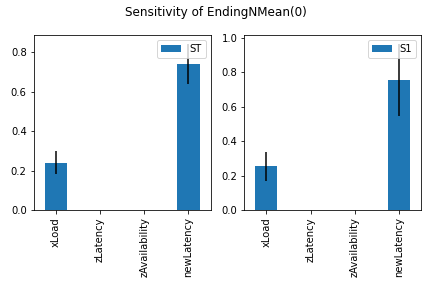 Sensitivity of EndingNMean(0)
ST
0.8
0.6
0.4
0.2
0.0
xLoad
zLatency
zAvailability
newLatency
S1
1.0
0.8
0.6
0.4
0.2
0.0
xLoad
zLatency
zAvailability
newLatency